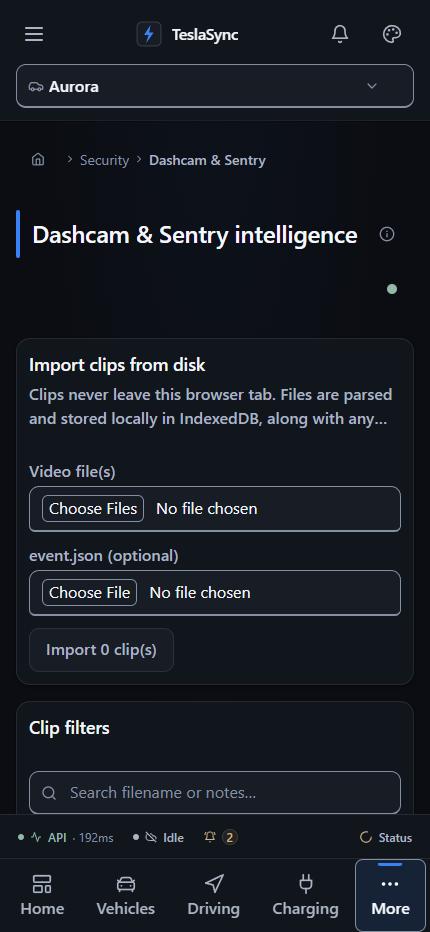 TeslaSync
Aurora
Security
Dashcam & Sentry
Dashcam & Sentry intelligence
Import clips from disk
Clips never leave this browser tab. Files are parsed
and stored locally in IndexedDB, along with any...
Video file(s)
Choose Files No file chosen
event.json (optional)
Choose File No file chosen
Import 0 clip(s)
Clip filters
Search filename or notes...
API · 192ms Idle 2 Status
Home Vehicles Driving Charging More